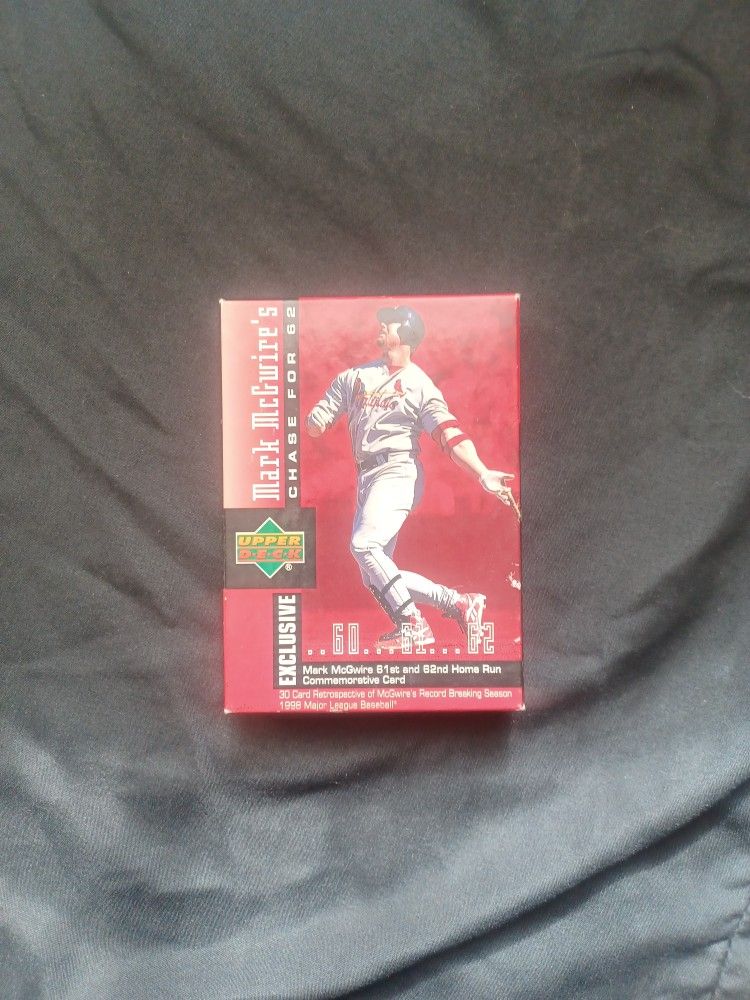 Mark McGwire's
CHASE FOR 62
UPPER
D·E·C·K
®
EXCLUSIVE
..60...61...62
Mark McGwire 61st and 62nd Home Run
Commemorative Card
30 Card Retrospective of McGwire's Record Breaking Season
1998 Major League Baseball®